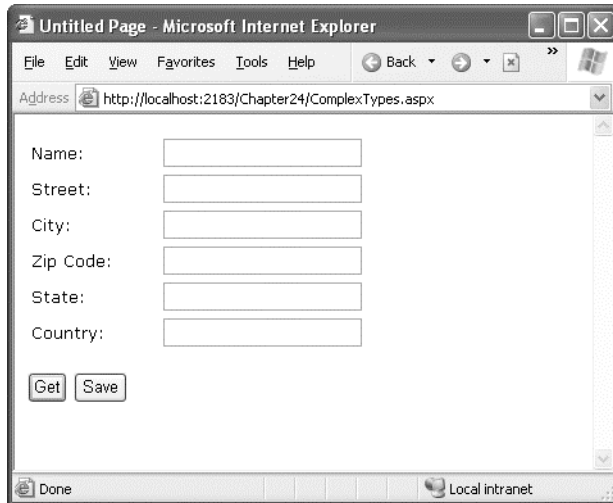 Untitled Page - Microsoft Internet Explorer
File Edit View Favorites Tools Help Back »
Address http://localhost:2183/Chapter24/ComplexTypes.aspx
Name:
Street:
City:
Zip Code:
State:
Country:
Get Save
Done Local intranet